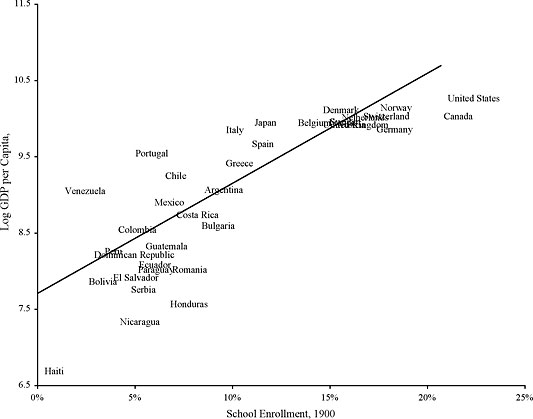 11.5
10.5
9.5
8.5
7.5
6.5
Log GDP per Capita,
United States
Norway
Denmark
Canada
Switzerland
Japan
Belgium
Germany
Italy
Spain
Portugal
Greece
Chile
Venezuela
Argentina
Mexico
Costa Rica
Bulgaria
Colombia
Guatemala
Peru
Dominican Republic
Ecuador
Paraguay
Romania
El Salvador
Bolivia
Serbia
Honduras
Nicaragua
Haiti
0%
5%
10%
15%
20%
25%
School Enrollment, 1900